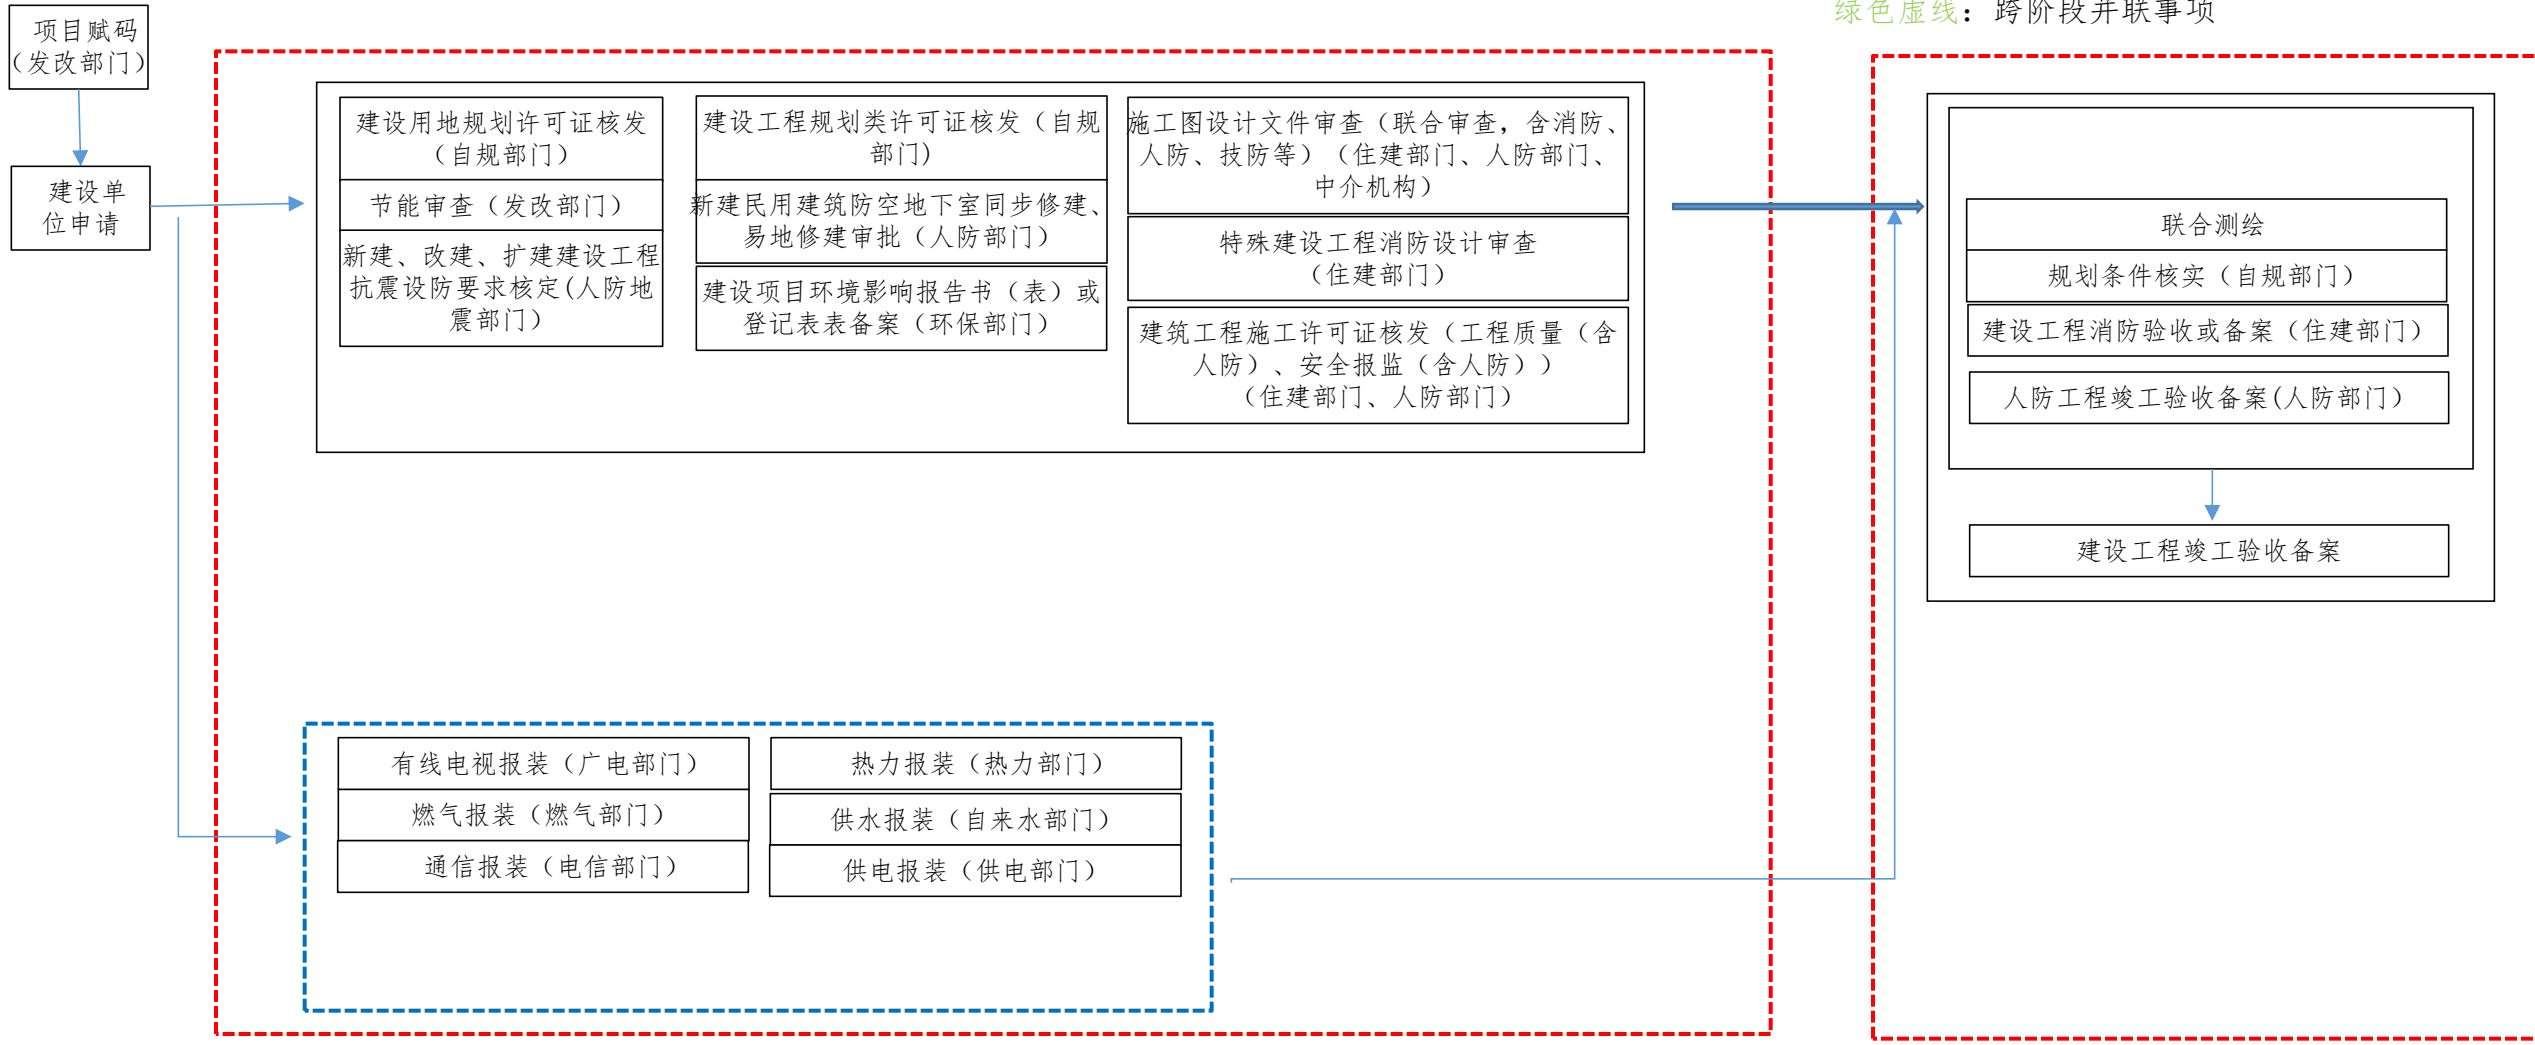 绿色虚线：跨阶段并联事项
项目赋码
（发改部门）
建设单
位申请
建设用地规划许可证核发
（自规部门）
节能审查（发改部门）
新建、改建、扩建建设工程
抗震设防要求核定(人防地
震部门）
建设工程规划类许可证核发（自规
部门)
新建民用建筑防空地下室同步修建、
易地修建审批（人防部门）
建设项目环境影响报告书（表）或
登记表表备案（环保部门）
施工图设计文件审查（联合审查，含消防、
人防、技防等）（住建部门、人防部门、
中介机构）
特殊建设工程消防设计审查
（住建部门）
建筑工程施工许可证核发（工程质量（含
人防）、安全报监（含人防））
（住建部门、人防部门）
联合测绘
规划条件核实（自规部门）
建设工程消防验收或备案（住建部门）
人防工程竣工验收备案(人防部门）
建设工程竣工验收备案
有线电视报装（广电部门）
燃气报装（燃气部门）
通信报装（电信部门）
热力报装（热力部门）
供水报装（自来水部门）
供电报装（供电部门）